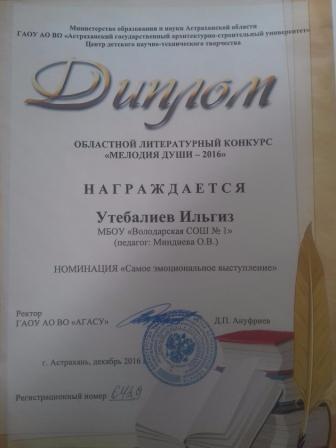 Министерство образования и науки Астраханской области
ГАОУ АО ВО «Астраханский государственный архитектурно-строительный университет»
Центр детского научно-технического творчества
Диплом
ОБЛАСТНОЙ ЛИТЕРАТУРНЫЙ КОНКУРС
«МЕЛОДИЯ ДУШИ – 2016»
НАГРАЖДАЕТСЯ
Утебалиев Ильгиз
МБОУ «Володарская СОШ № 1»
(педагог: Миндиева О.В.)
НОМИНАЦИЯ «Самое эмоциональное выступление»
Ректор
ГАОУ АО ВО «АГАСУ»
Д.П. Ануфриев
г. Астрахань, декабрь 2016
Регистрационный номер